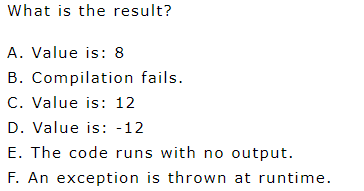 What is the result?
A. Value is: 8
B. Compilation fails.
C. Value is: 12
D. Value is: -12
E. The code runs with no output.
F. An exception is thrown at runtime.